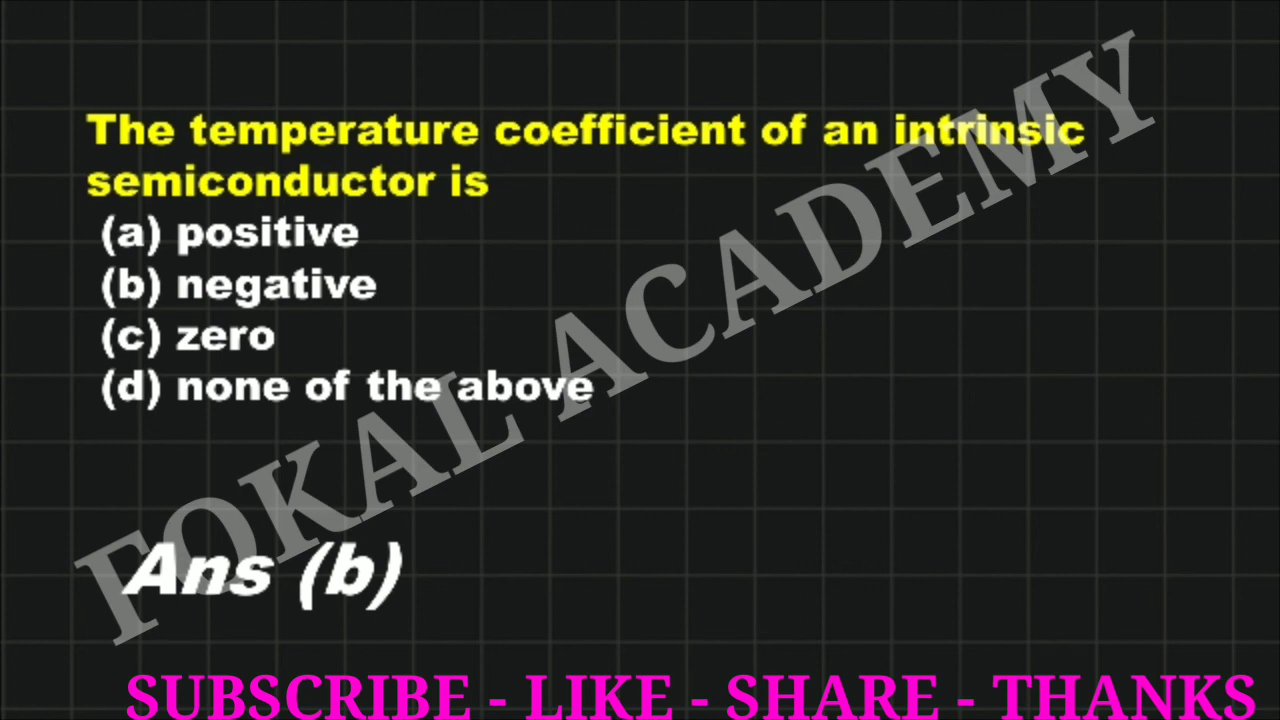 The temperature coefficient of an intrinsic
semiconductor is
(a) positive
(b) negative
(c) zero
(d) none of the above
FOKAL ACADEMY
Ans (b)
SUBSCRIBE - LIKE - SHARE - THANKS